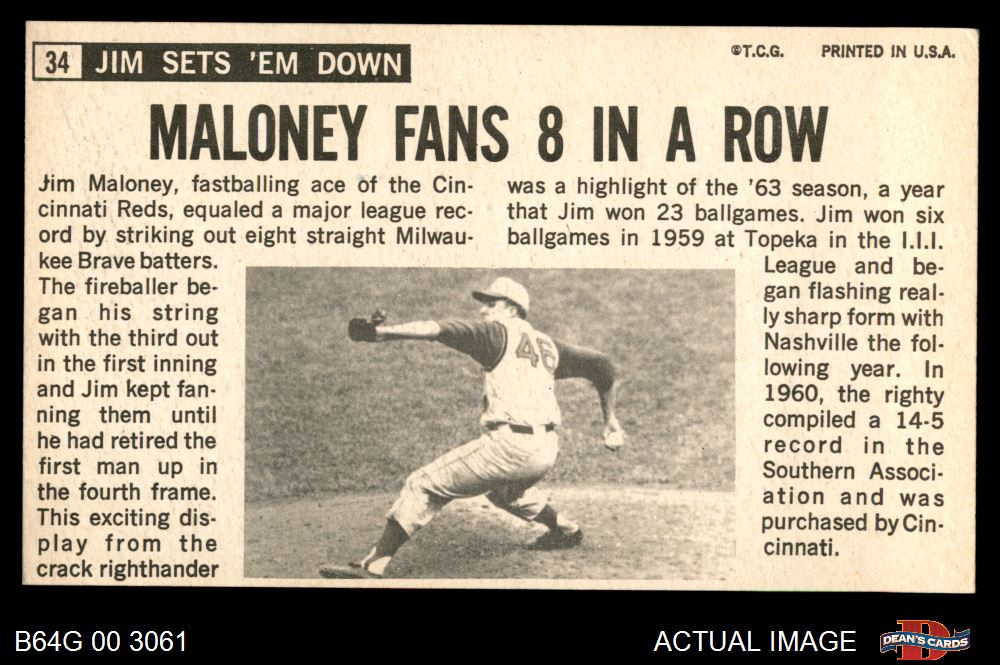 34 JIM SETS 'EM DOWN
©T.C.G. PRINTED IN U.S.A.
MALONEY FANS 8 IN A ROW
Jim Maloney, fastballing ace of the Cin-
cinnati Reds, equaled a major league rec-
ord by striking out eight straight Milwau-
kee Brave batters.
The fireballer be-
gan his string
with the third out
in the first inning
and Jim kept fan-
ning them until
he had retired the
first man up in
the fourth frame.
This exciting dis-
play from the
crack righthander
was a highlight of the '63 season, a year
that Jim won 23 ballgames. Jim won six
ballgames in 1959 at Topeka in the I.I.I.
League and be-
gan flashing real-
ly sharp form with
Nashville the fol-
lowing year. In
1960, the righty
compiled a 14-5
record in the
Southern Associ-
ation and was
purchased by Cin-
cinnati.
46
B64G 00 3061
ACTUAL IMAGE
D
DEAN'S CARDS